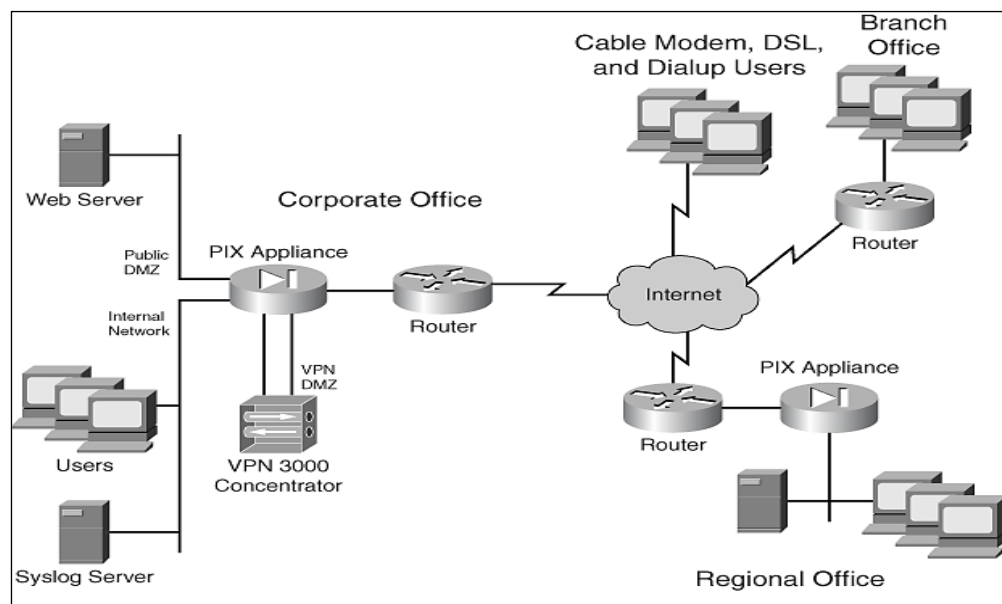 Cable Modem, DSL,
and Dialup Users
Branch
Office
Web Server
Corporate Office
Public
DMZ
PIX Appliance
Router
Internet
Router
Internal
Network
VPN
DMZ
Users
VPN 3000
Concentrator
Router
PIX Appliance
Syslog Server
Regional Office